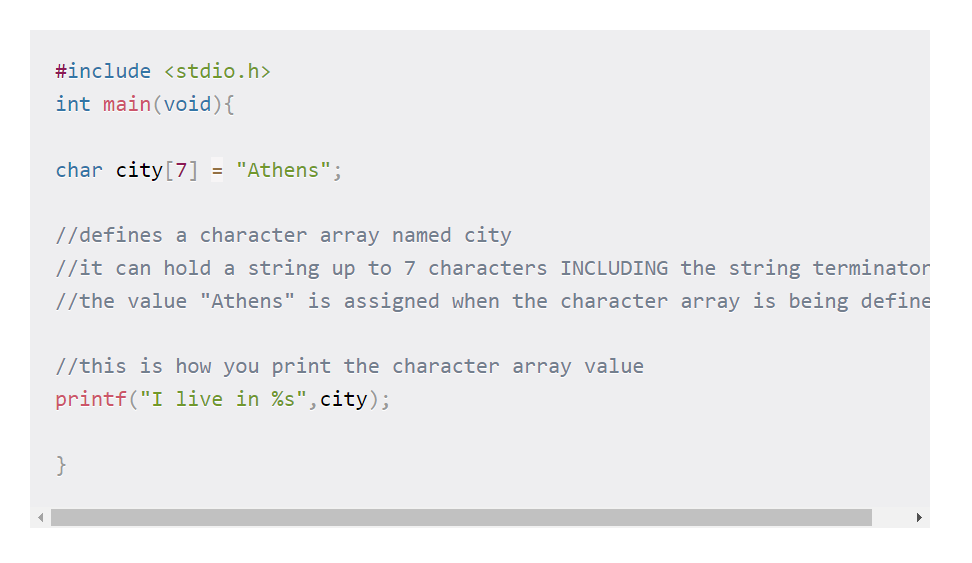 #include <stdio.h>
int main(void){
char city[7] = "Athens";
//defines a character array named city
//it can hold a string up to 7 characters INCLUDING the string terminator
//the value "Athens" is assigned when the character array is being define
//this is how you print the character array value
printf("I live in %s",city);
}